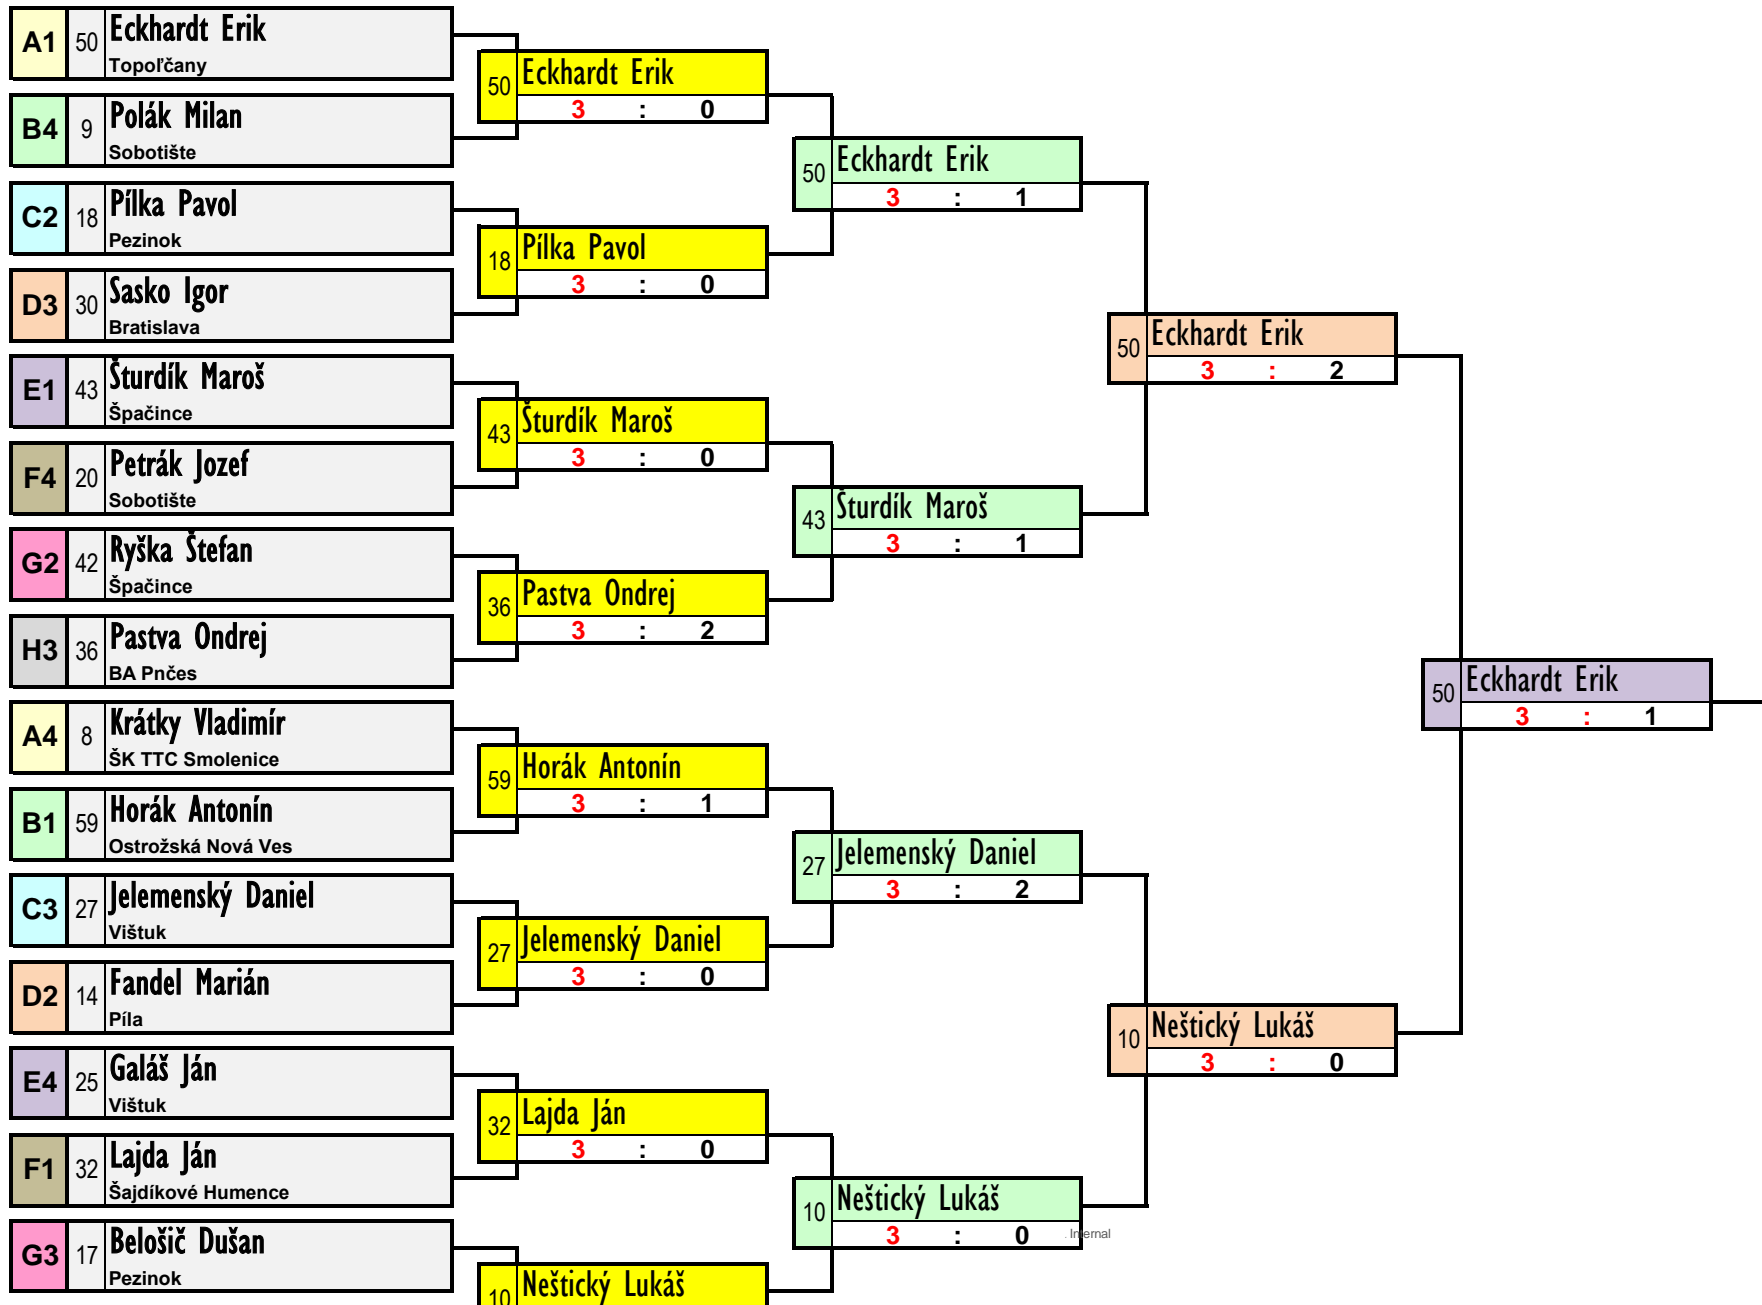 A1 50 Eckhardt Erik
Topoľčany
B4 9 Polák Milan
Sobotište
C2 18 Pílka Pavol
Pezinok
D3 30 Sasko Igor
Bratislava
E1 43 Šturdík Maroš
Špačince
F4 20 Petrák Jozef
Sobotište
G2 42 Ryška Štefan
Špačince
H3 36 Pastva Ondrej
BA Pnčes
A4 8 Krátky Vladimír
ŠK TTC Smolenice
B1 59 Horák Antonín
Ostrožská Nová Ves
C3 27 Jelemenský Daniel
Vištuk
D2 14 Fandel Marián
Píla
E4 25 Galáš Ján
Vištuk
F1 32 Lajda Ján
Šajdíkové Humence
G3 17 Belošič Dušan
Pezinok
50 Eckhardt Erik
3 : 0
18 Pílka Pavol
3 : 0
43 Šturdík Maroš
3 : 0
36 Pastva Ondrej
3 : 2
59 Horák Antonín
3 : 1
27 Jelemenský Daniel
3 : 0
32 Lajda Ján
3 : 0
10 Neštický Lukáš
50 Eckhardt Erik
3 : 1
43 Šturdík Maroš
3 : 1
27 Jelemenský Daniel
3 : 2
10 Neštický Lukáš
3 : 0
Internal
50 Eckhardt Erik
3 : 2
10 Neštický Lukáš
3 : 0
50 Eckhardt Erik
3 : 1